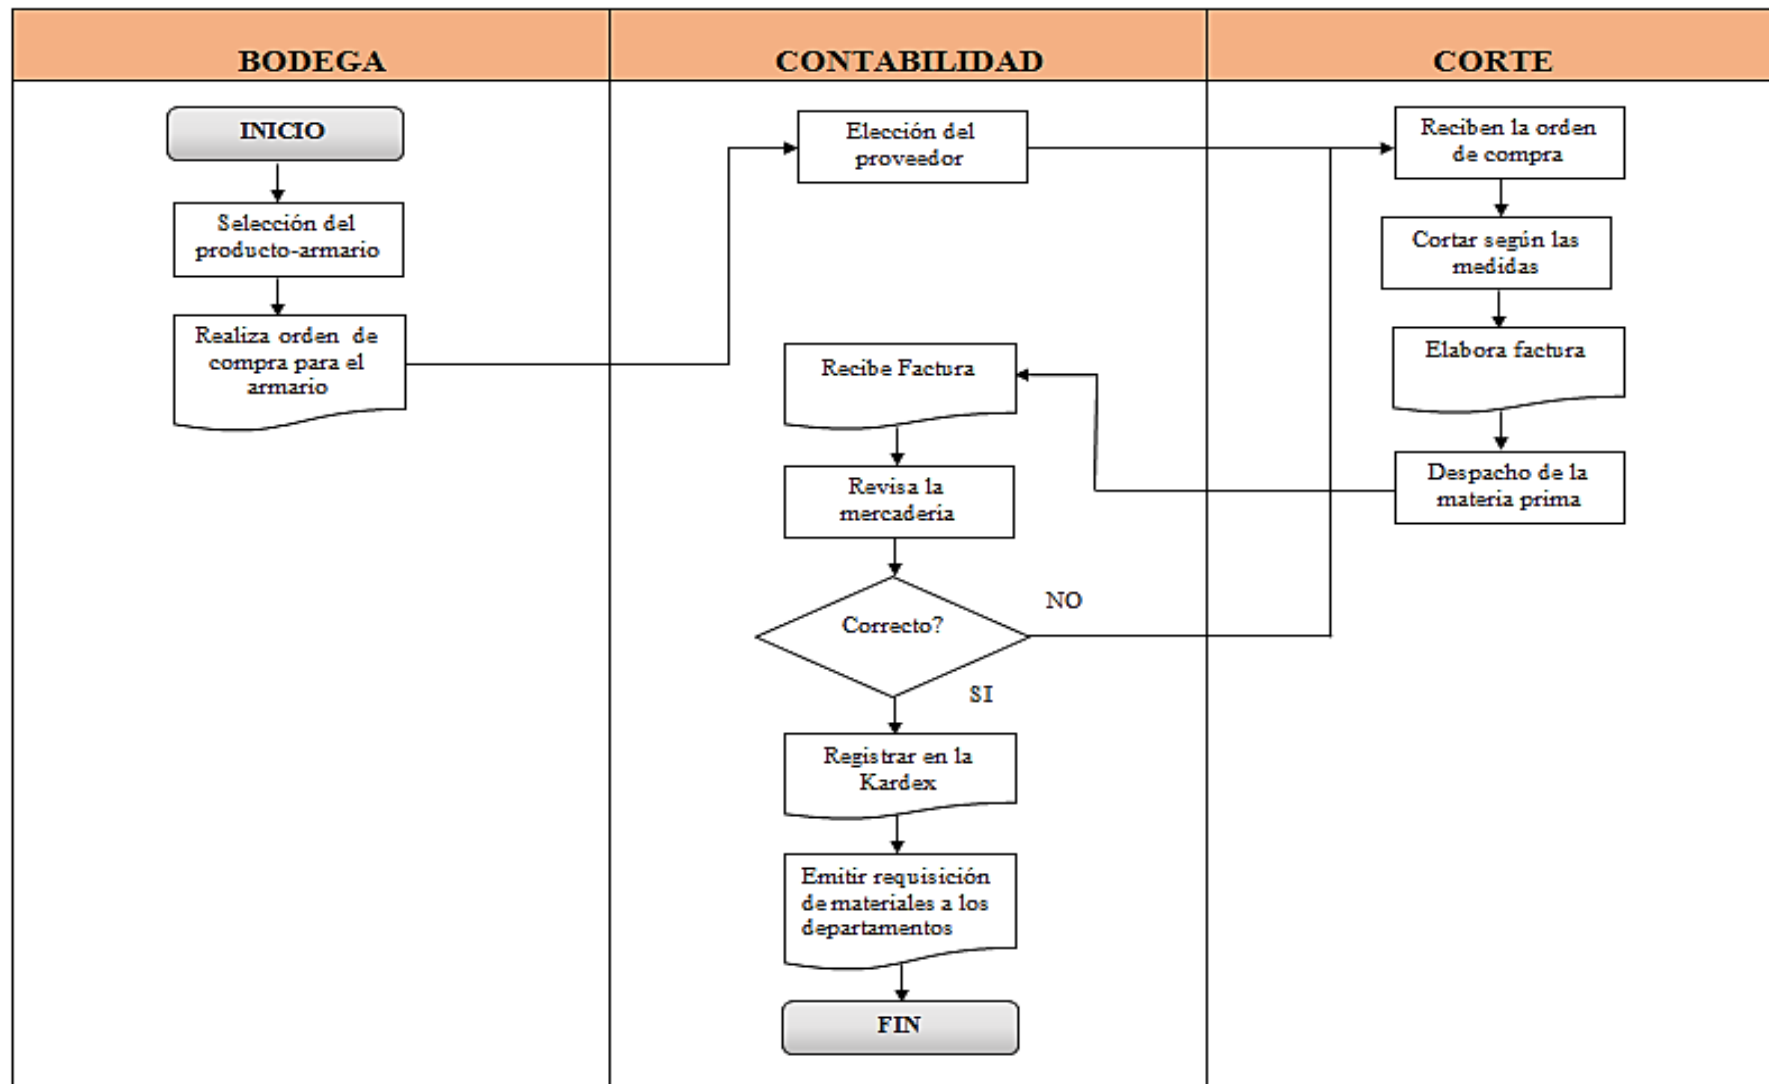 BODEGA
CONTABILIDAD
CORTE
INICIO
Selección del
producto-armario
Realiza orden de
compra para el
armario
Elección del
proveedor
Recibe Factura
Revisa la
mercadería
Correcto?
NO
SI
Registrar en la
Kardex
Emitir requisición
de materiales a los
departamentos
FIN
Reciben la orden
de compra
Cortar según las
medidas
Elabora factura
Despacho de la
materia prima